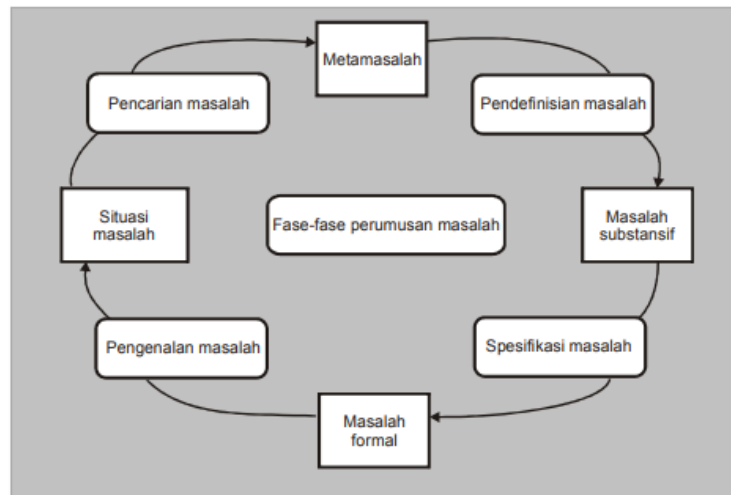 Metamasalah
Pencarian masalah
Pendefinisian masalah
Situasi
masalah
Fase-fase perumusan masalah
Masalah
substansif
Pengenalan masalah
Spesifikasi masalah
Masalah
formal